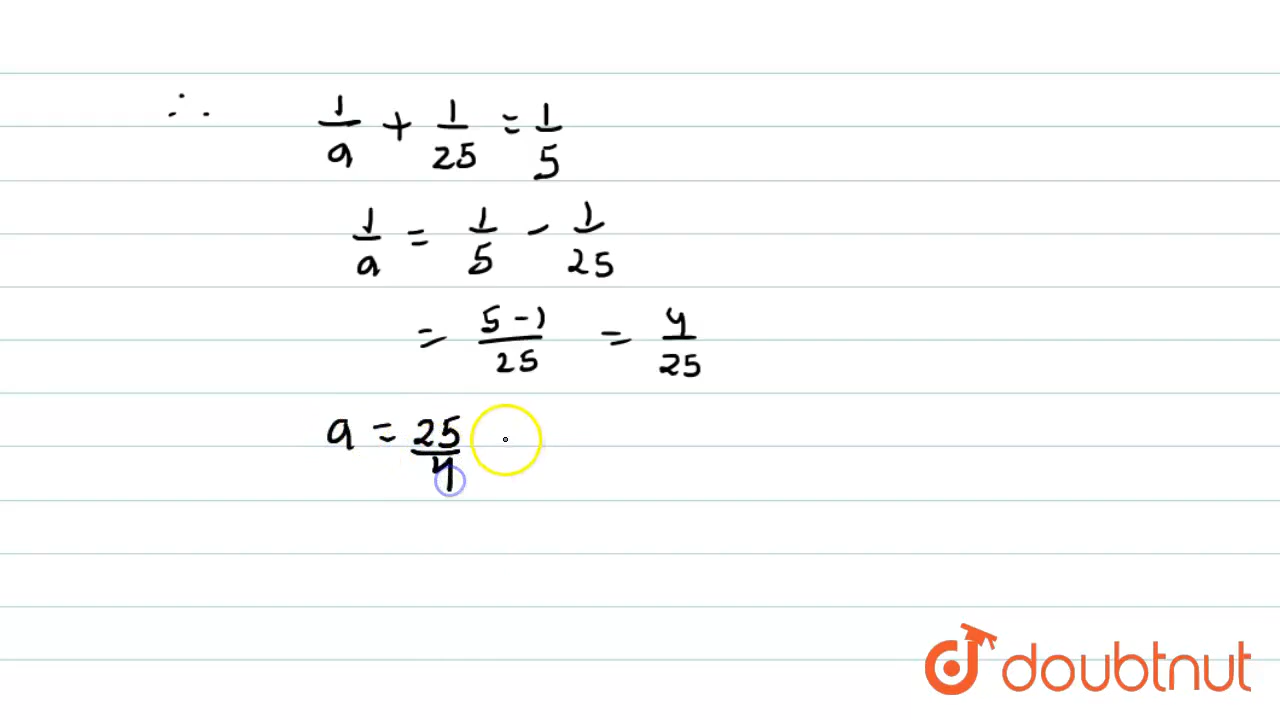 ∴ 1/a + 1/25 = 1/5
1/a = 1/5 - 1/25
= 5-1/25 = 4/25
a = 25/4
doubtnut